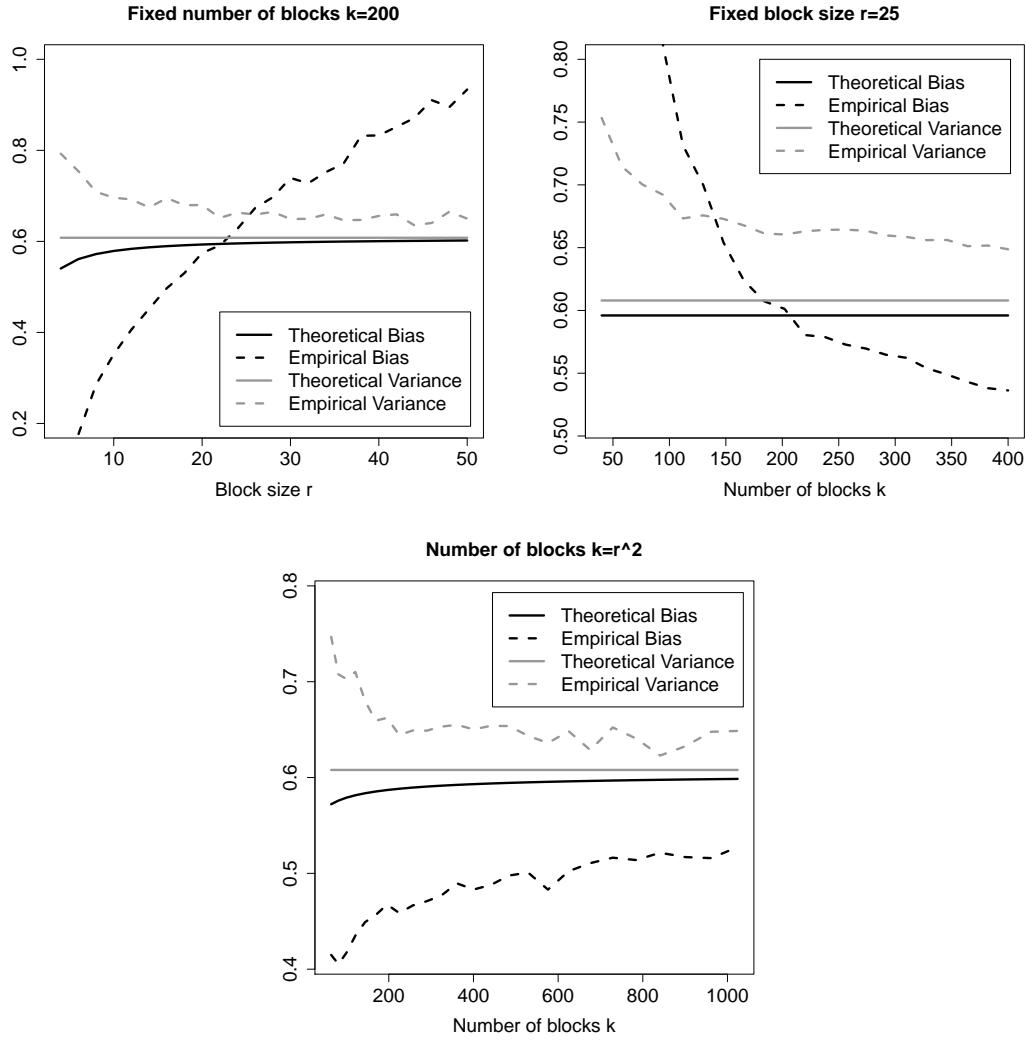 Fixed number of blocks k=200
1.0
0.8
0.6
0.4
0.2
Theoretical Bias
Empirical Bias
Theoretical Variance
Empirical Variance
10 20 30 40 50
Block size r
Fixed block size r=25
0.80
0.75
0.70
0.65
0.60
0.55
0.50
Theoretical Bias
Empirical Bias
Theoretical Variance
Empirical Variance
50 100 150 200 250 300 350 400
Number of blocks k
Number of blocks k=r^2
0.8
0.7
0.6
0.5
0.4
Theoretical Bias
Empirical Bias
Theoretical Variance
Empirical Variance
200 400 600 800 1000
Number of blocks k